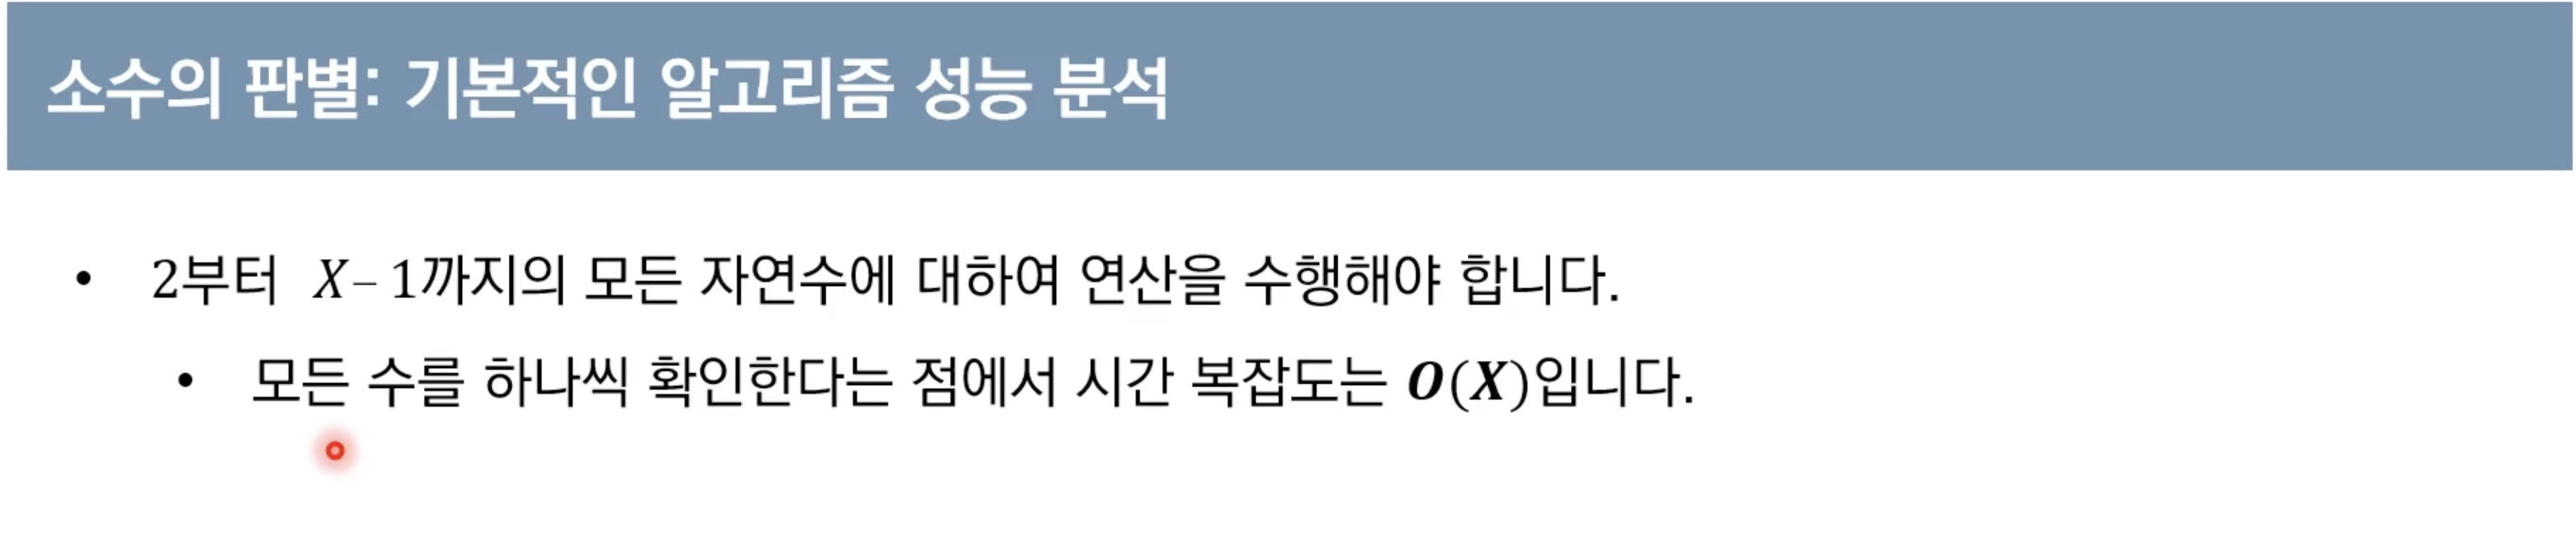 소수의 판별: 기본적인 알고리즘 성능 분석
• 2부터 X – 1까지의 모든 자연수에 대하여 연산을 수행해야 합니다.
• 모든 수를 하나씩 확인한다는 점에서 시간 복잡도는 O(X)입니다.